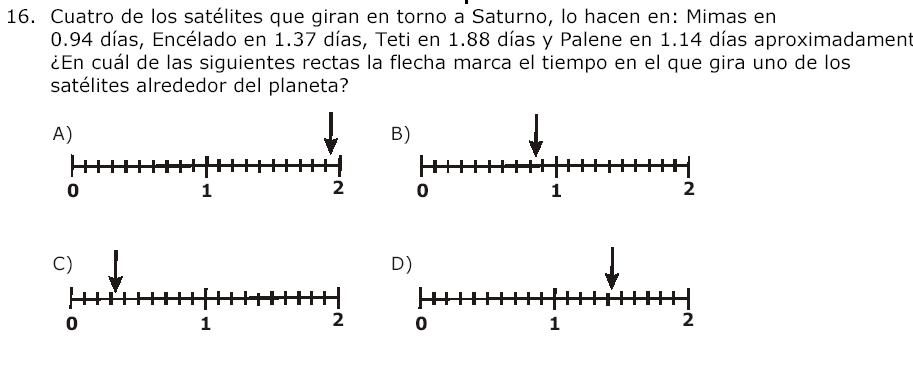 16. Cuatro de los satélites que giran en torno a Saturno, lo hacen en: Mimas en
0.94 días, Encélado en 1.37 días, Teti en 1.88 días y Palene en 1.14 días aproximadament
¿En cuál de las siguientes rectas la flecha marca el tiempo en el que gira uno de los
satélites alrededor del planeta?
A) B)
0 1 2 0 1 2
C) D)
0 1 2 0 1 2